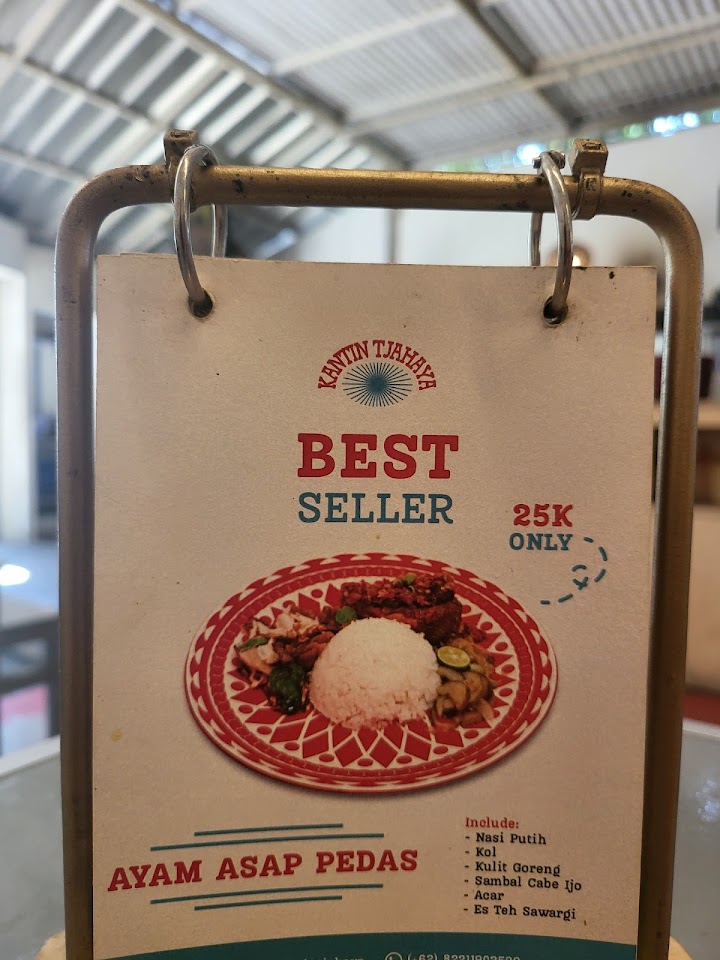 KANTIN TJAHAYA
BEST
SELLER
25K
ONLY
AYAM ASAP PEDAS
Include:
- Nasi Putih
- Kol
- Kulit Goreng
- Sambal Cabe Ijo
- Acar
- Es Teh Sawargi